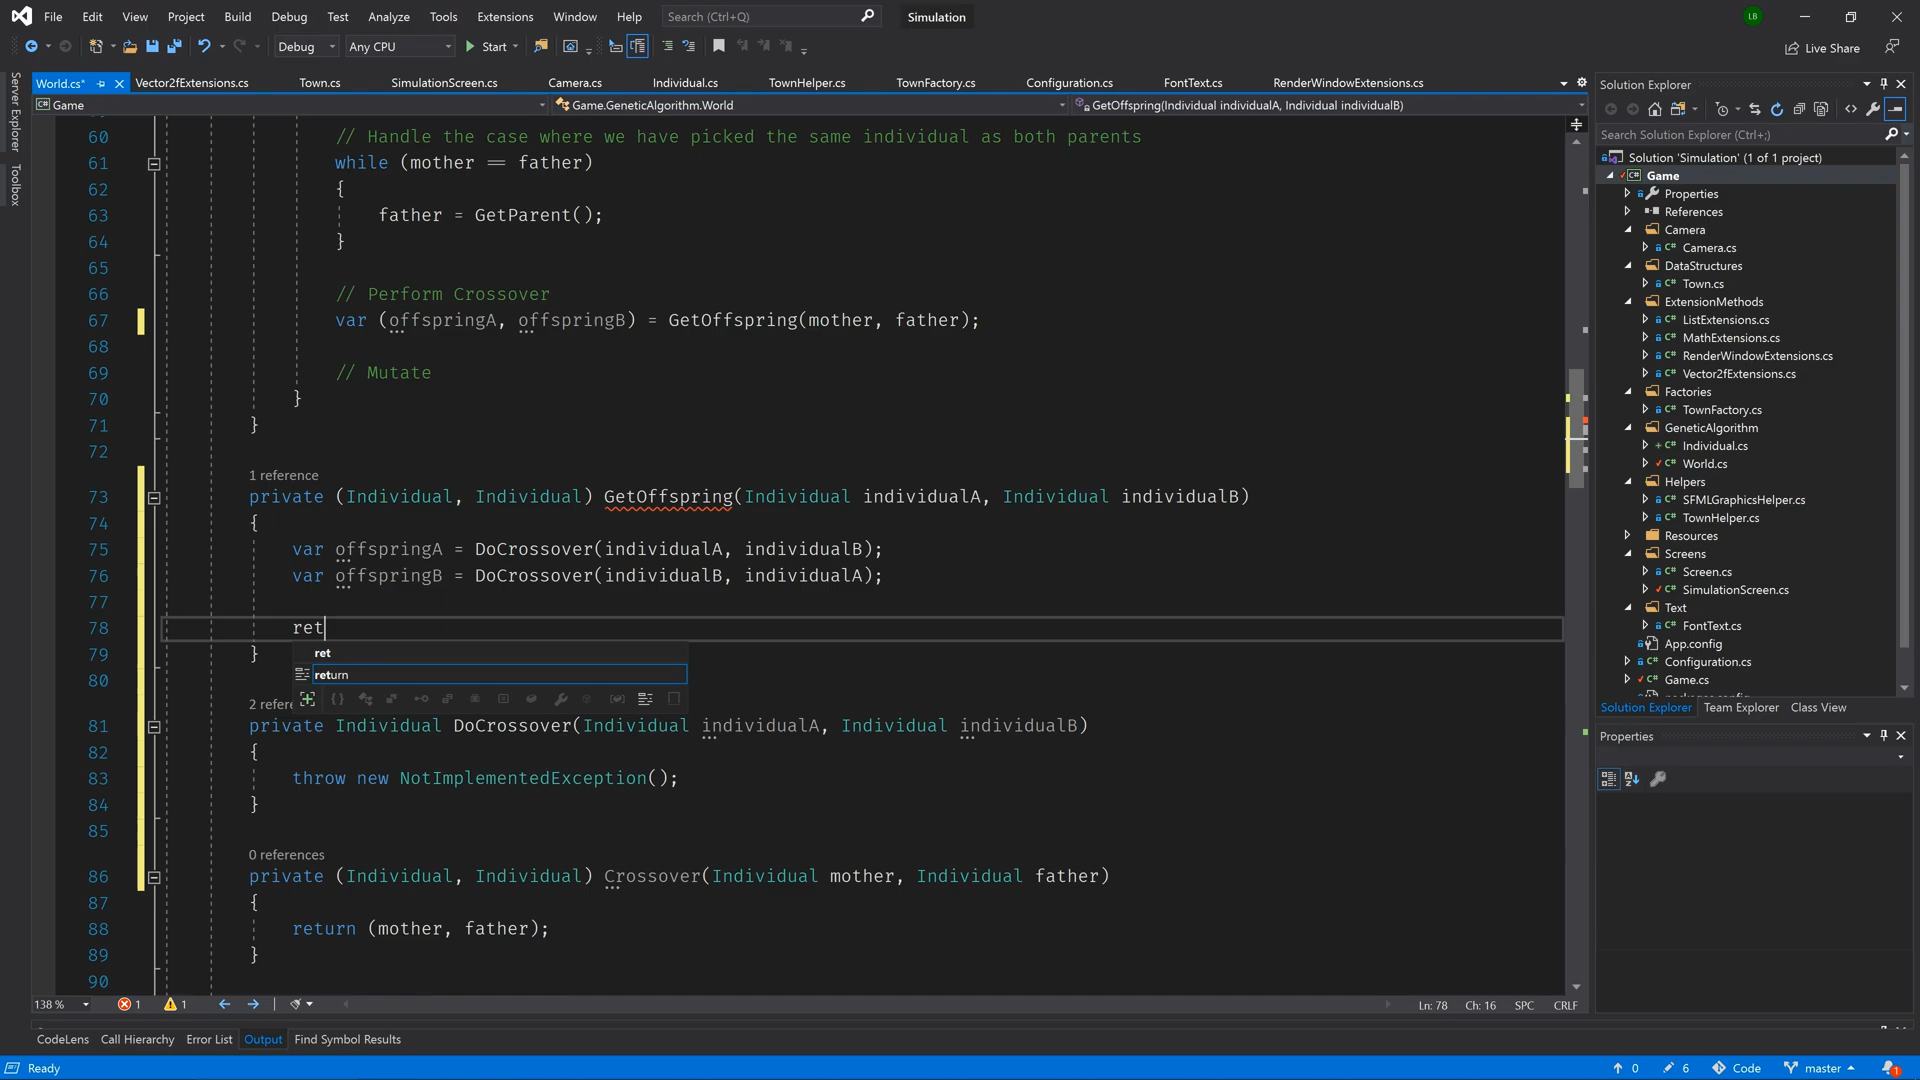 File Edit View Project Build Debug Test Analyze Tools Extensions Window Help Search (Ctrl+Q) Simulation LB
Debug Any CPU Start Live Share
Server Explorer
Toolbox
World.cs* Vector2fExtensions.cs Town.cs SimulationScreen.cs Camera.cs Individual.cs TownHelper.cs TownFactory.cs Configuration.cs FontText.cs RenderWindowExtensions.cs
Game Game.GeneticAlgorithm.World GetOffspring(Individual individualA, Individual individualB)
60 // Handle the case where we have picked the same individual as both parents
61 while (mother == father)
62 {
63 father = GetParent();
64 }
65
66 // Perform Crossover
67 var (offspringA, offspringB) = GetOffspring(mother, father);
68
69 // Mutate
70 }
71 }
72
1 reference
73 private (Individual, Individual) GetOffspring(Individual individualA, Individual individualB)
74 {
75 var offspringA = DoCrossover(individualA, individualB);
76 var offspringB = DoCrossover(individualB, individualA);
77
78 ret
79 }
ret
return
80
2 refere
81 private Individual DoCrossover(Individual individualA, Individual individualB)
82 {
83 throw new NotImplementedException();
84 }
85
0 references
86 private (Individual, Individual) Crossover(Individual mother, Individual father)
87 {
88 return (mother, father);
89 }
90
138 % 1 1 Ln: 78 Ch: 16 SPC CRLF
CodeLens Call Hierarchy Error List Output Find Symbol Results
Ready 0 6 Code master 1
Solution Explorer
Search Solution Explorer (Ctrl+;)
Solution 'Simulation' (1 of 1 project)
Game
Properties
References
Camera
Camera.cs
DataStructures
Town.cs
ExtensionMethods
ListExtensions.cs
MathExtensions.cs
RenderWindowExtensions.cs
Vector2fExtensions.cs
Factories
TownFactory.cs
GeneticAlgorithm
Individual.cs
World.cs
Helpers
SFMLGraphicsHelper.cs
TownHelper.cs
Resources
Screens
Screen.cs
SimulationScreen.cs
Text
FontText.cs
App.config
Configuration.cs
Game.cs
Solution Explorer Team Explorer Class View
Properties